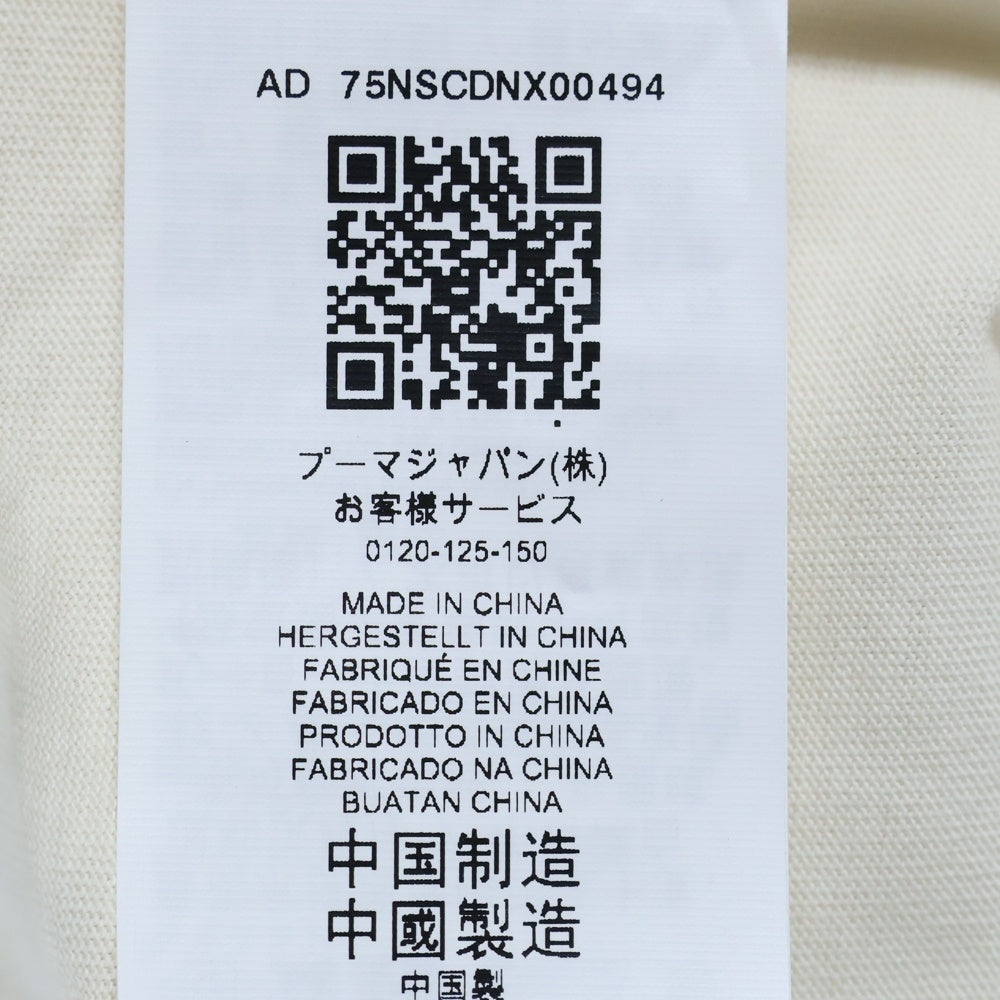 AD 75NSCDNX00494
プーマジャパン(株)
お客様サービス
0120-125-150
MADE IN CHINA
HERGESTELLT IN CHINA
FABRIQUÉ EN CHINE
FABRICADO EN CHINA
PRODOTTO IN CHINA
FABRICADO NA CHINA
BUATAN CHINA
中国制造
中國製造
中国製